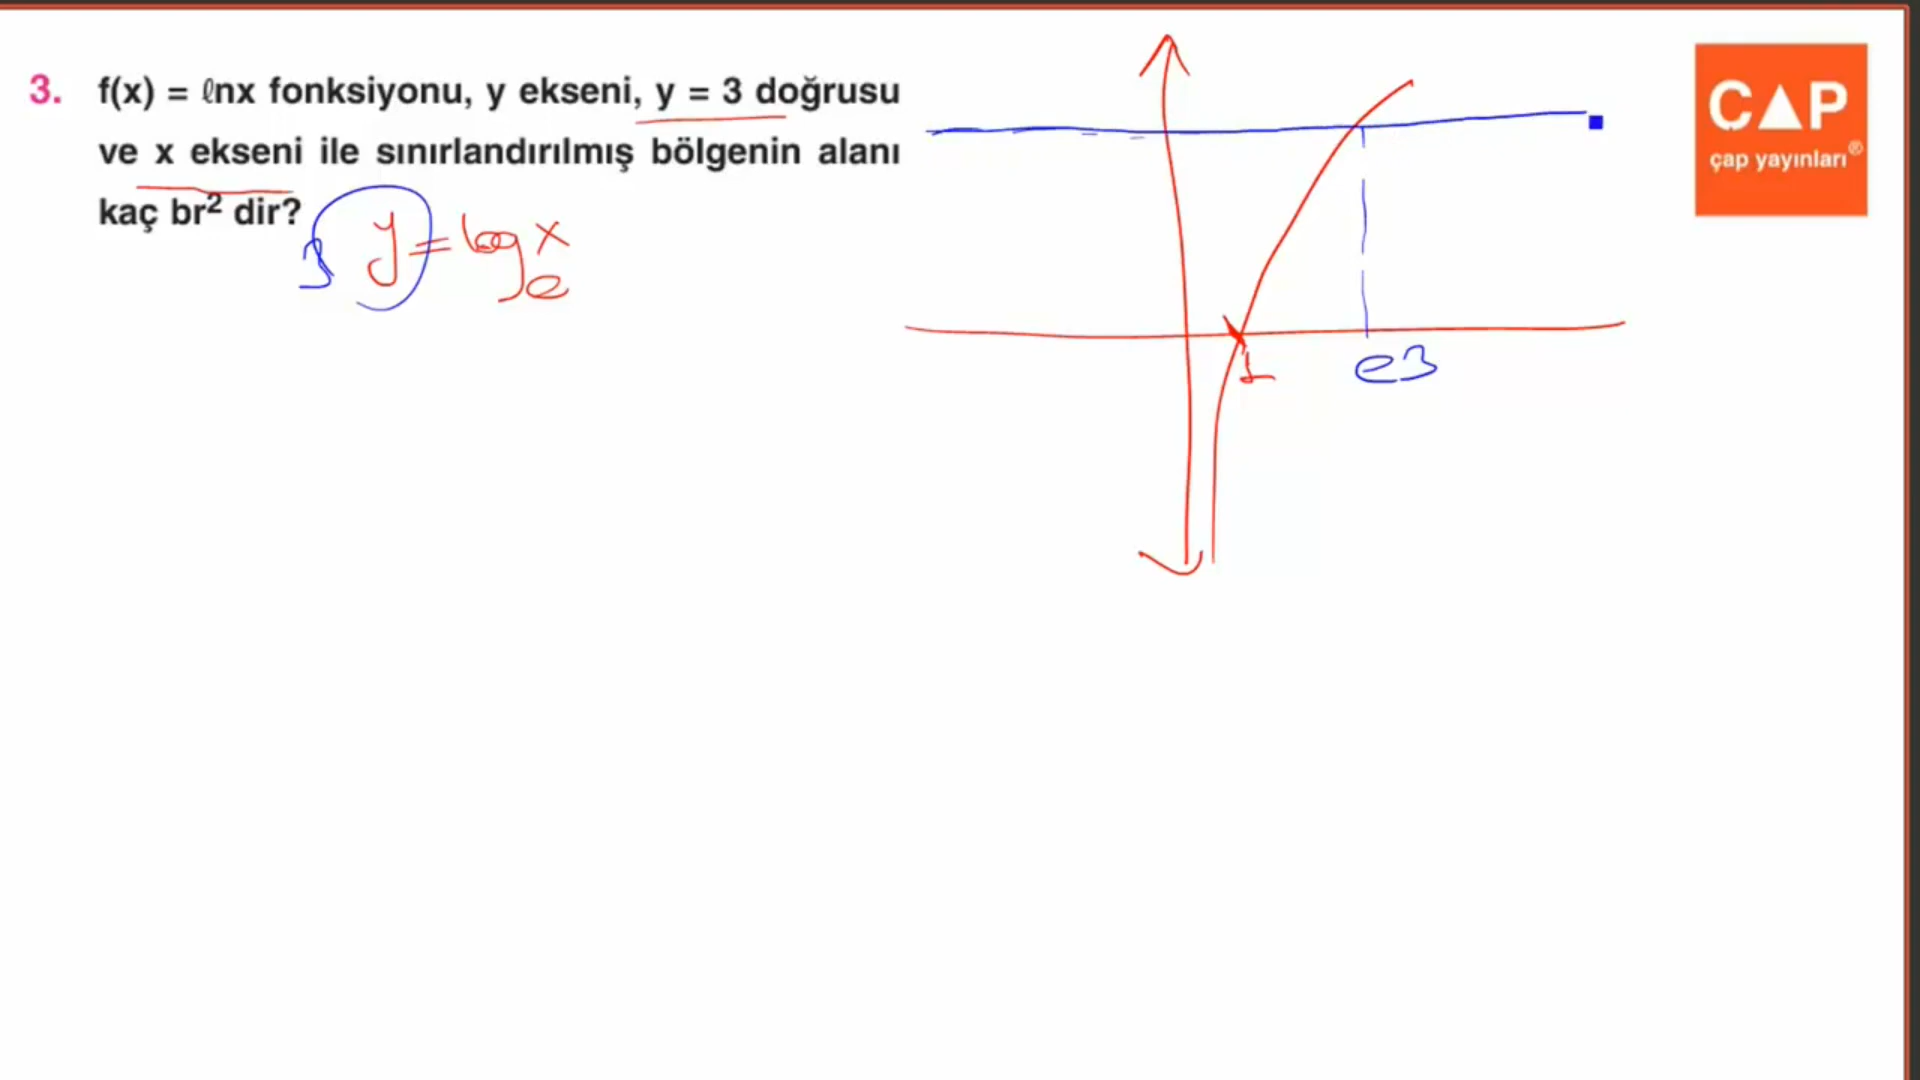 3. f(x) = ℓnx fonksiyonu, y ekseni, y = 3 doğrusu
ve x ekseni ile sınırlandırılmış bölgenin alanı
kaç br² dir?
3 y = log x
e
1
e3
ÇAP
çap yayınları®